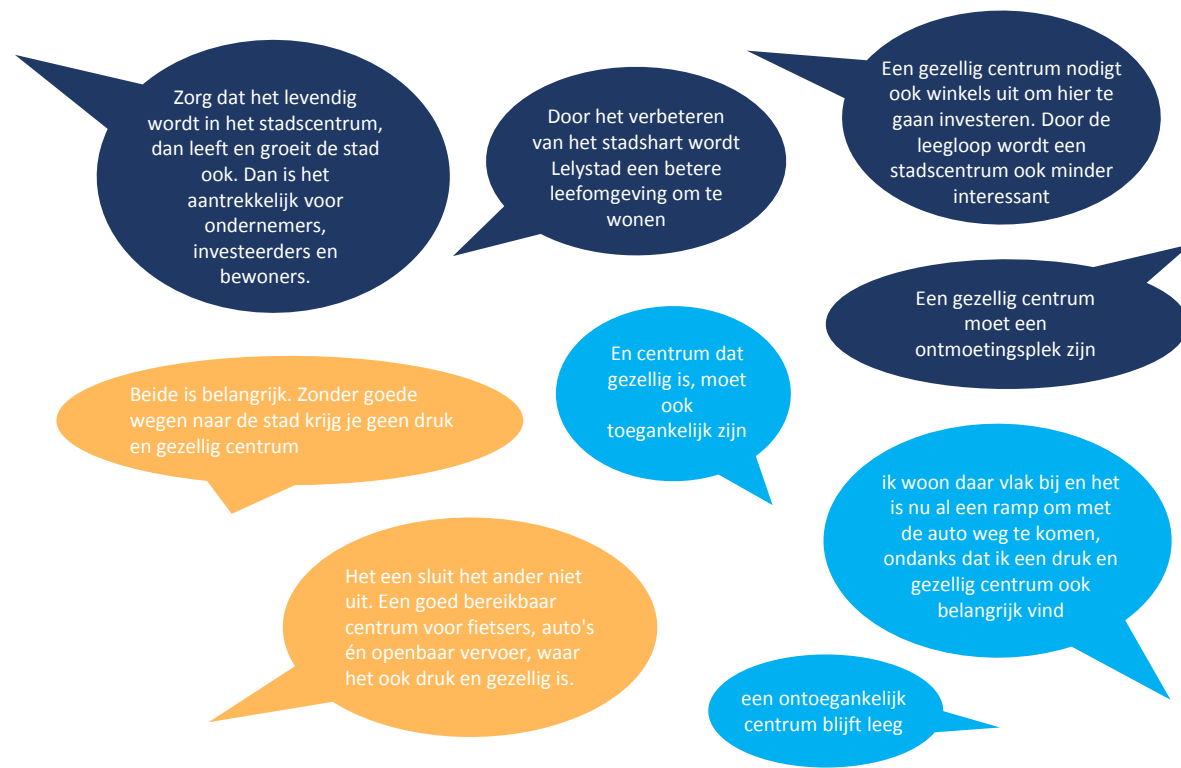 Zorg dat het levendig
wordt in het stadscentrum,
dan leeft en groeit de stad
ook. Dan is het
aantrekkelijk voor
ondernemers,
investeerders en
bewoners.
Door het verbeteren
van het stadshart wordt
Lelystad een betere
leefomgeving om te
wonen
Een gezellig centrum nodigt
ook winkels uit om hier te
gaan investeren. Door de
leegloop wordt een
stadscentrum ook minder
interessant
Een gezellig centrum
moet een
ontmoetingsplek zijn
En centrum dat
gezellig is, moet
ook
toegankelijk zijn
Beide is belangrijk. Zonder goede
wegen naar de stad krijg je geen druk
en gezellig centrum
ik woon daar vlak bij en het
is nu al een ramp om met
de auto weg te komen,
ondanks dat ik een druk en
gezellig centrum ook
belangrijk vind
Het een sluit het ander niet
uit. Een goed bereikbaar
centrum voor fietsers, auto's
én openbaar vervoer, waar
het ook druk en gezellig is.
een ontoegankelijk
centrum blijft leeg